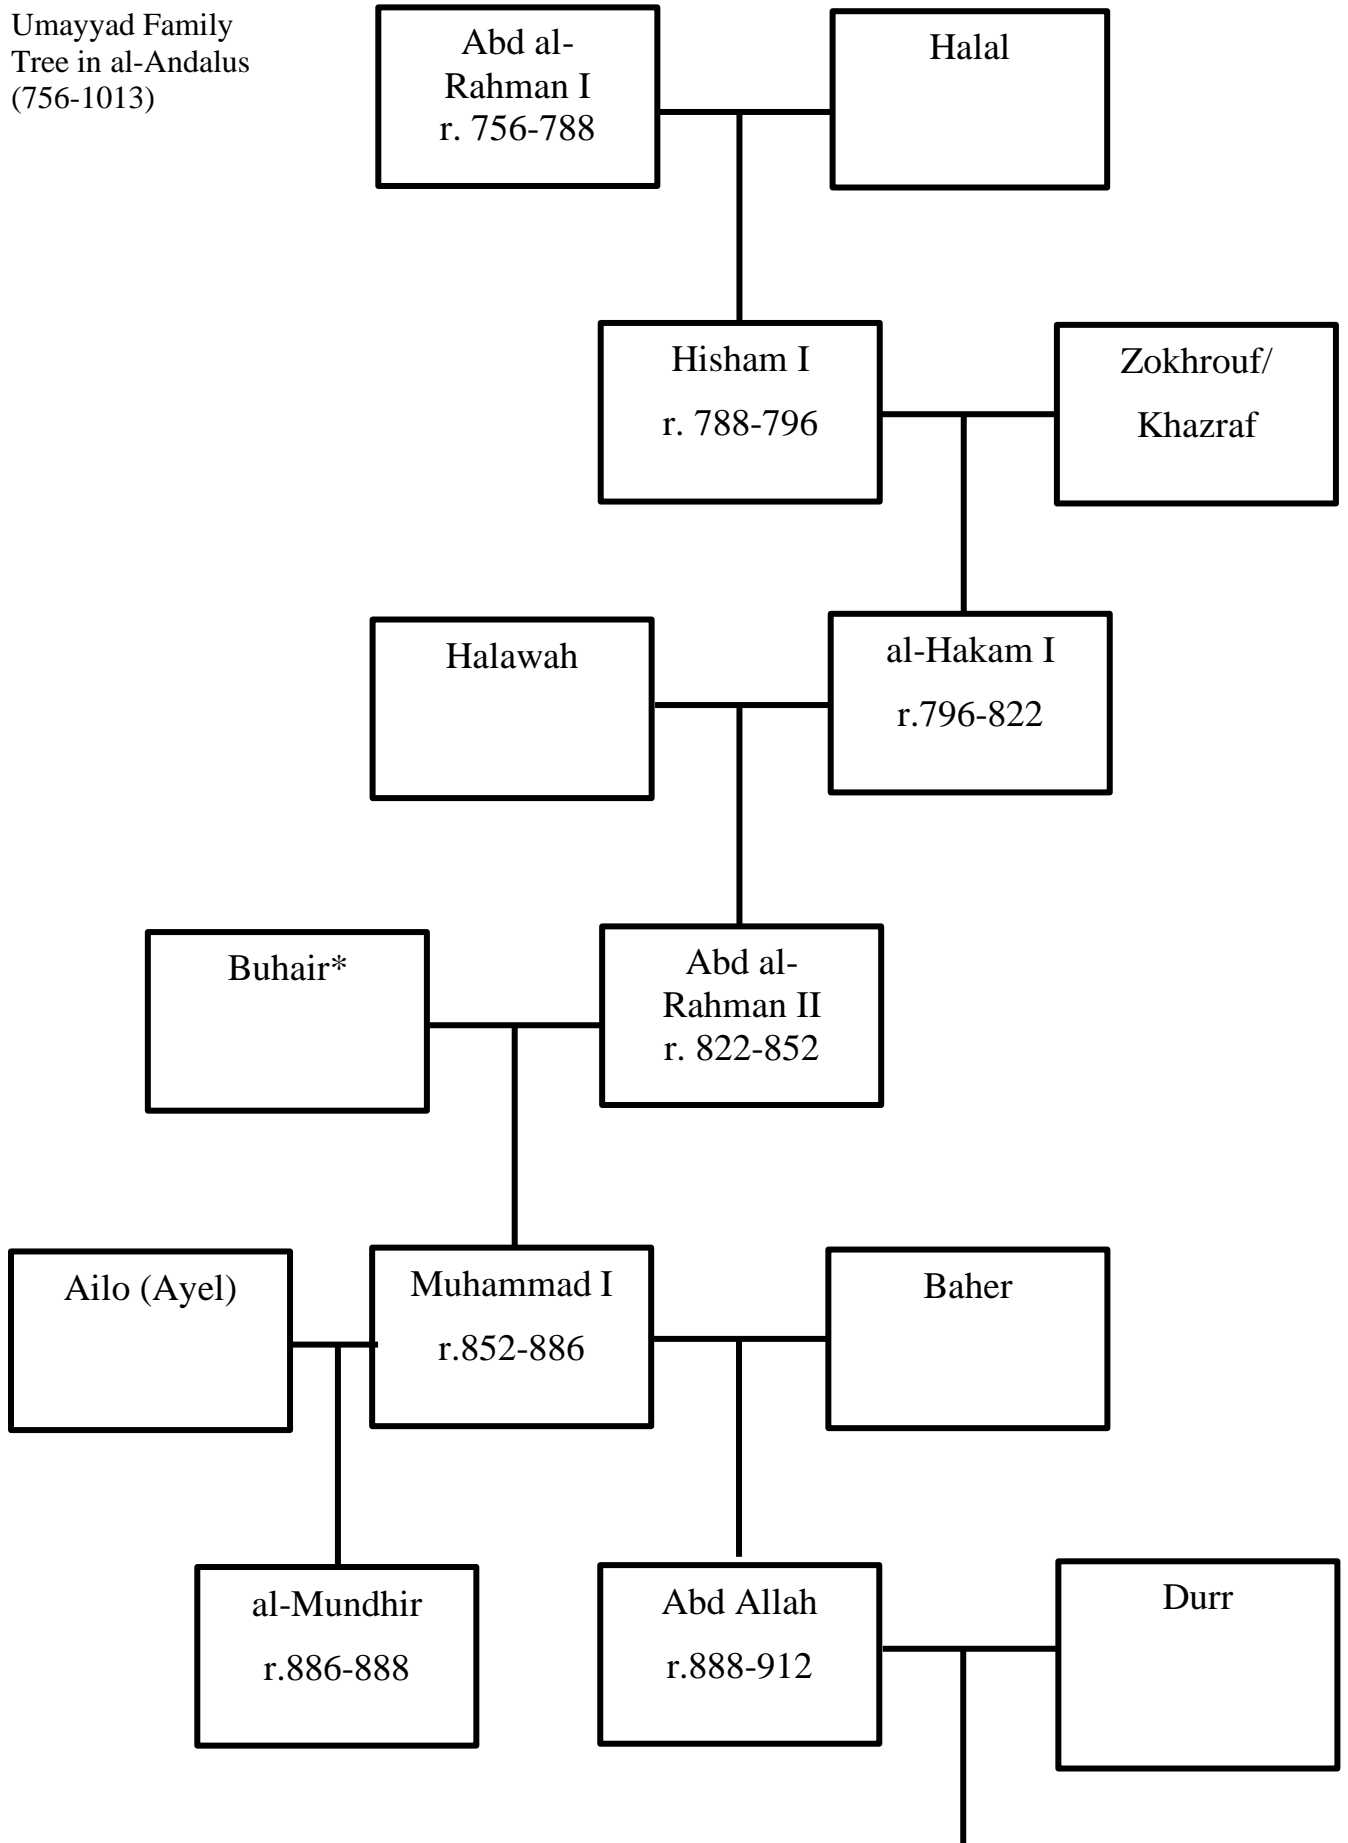 Umayyad Family
Tree in al-Andalus
(756-1013)
Abd al-
Rahman I
r. 756-788
Halal
Hisham I
r. 788-796
Zokhrouf/
Khazraf
Halawah
al-Hakam I
r.796-822
Buhair*
Abd al-
Rahman II
r. 822-852
Ailo (Ayel)
Muhammad I
r.852-886
Baher
al-Mundhir
r.886-888
Abd Allah
r.888-912
Durr